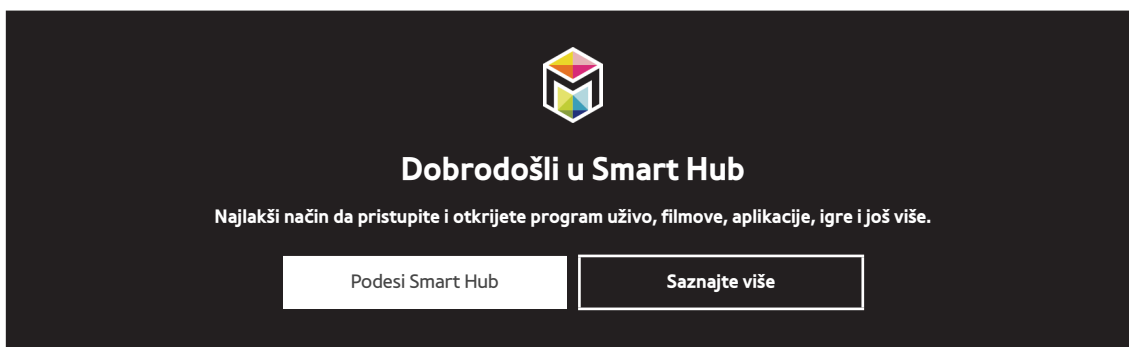 Dobrodošli u Smart Hub
Najlakši način da pristupite i otkrijete program uživo, filmove, aplikacije, igre i još više.
Podesi Smart Hub
Saznajte više